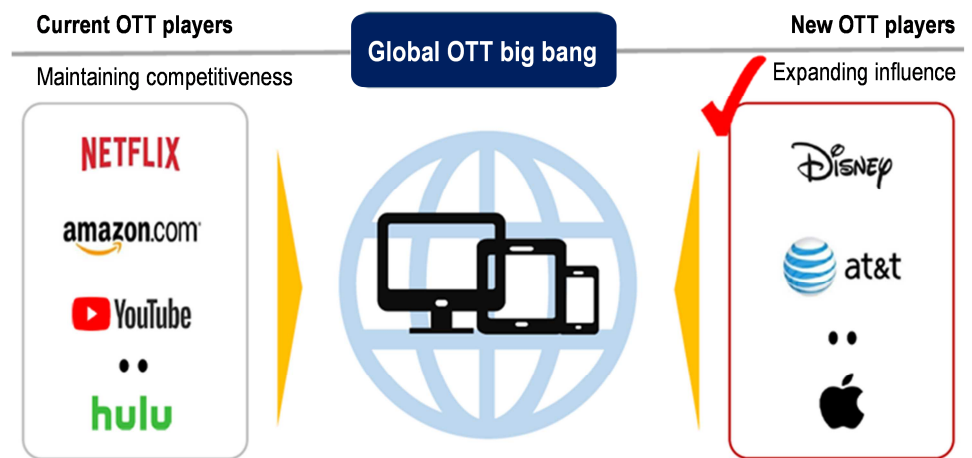 Current OTT players
Global OTT big bang
New OTT players
Maintaining competitiveness
Expanding influence
NETFLIX
amazon.com
YouTube
hulu
Disney
at&t